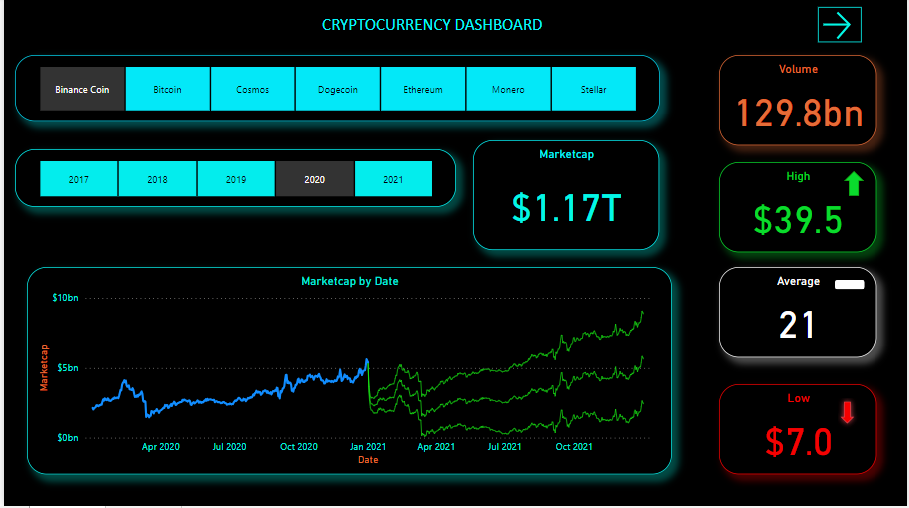 CRYPTOCURRENCY DASHBOARD
Binance Coin Bitcoin Cosmos Dogecoin Ethereum Monero Stellar
Volume
129.8bn
2017 2018 2019 2020 2021
Marketcap
$1.17T
High
$39.5
Marketcap by Date
$10bn
$5bn
$0bn
Marketcap
Apr 2020 Jul 2020 Oct 2020 Jan 2021 Apr 2021 Jul 2021 Oct 2021
Date
Average
21
Low
$7.0